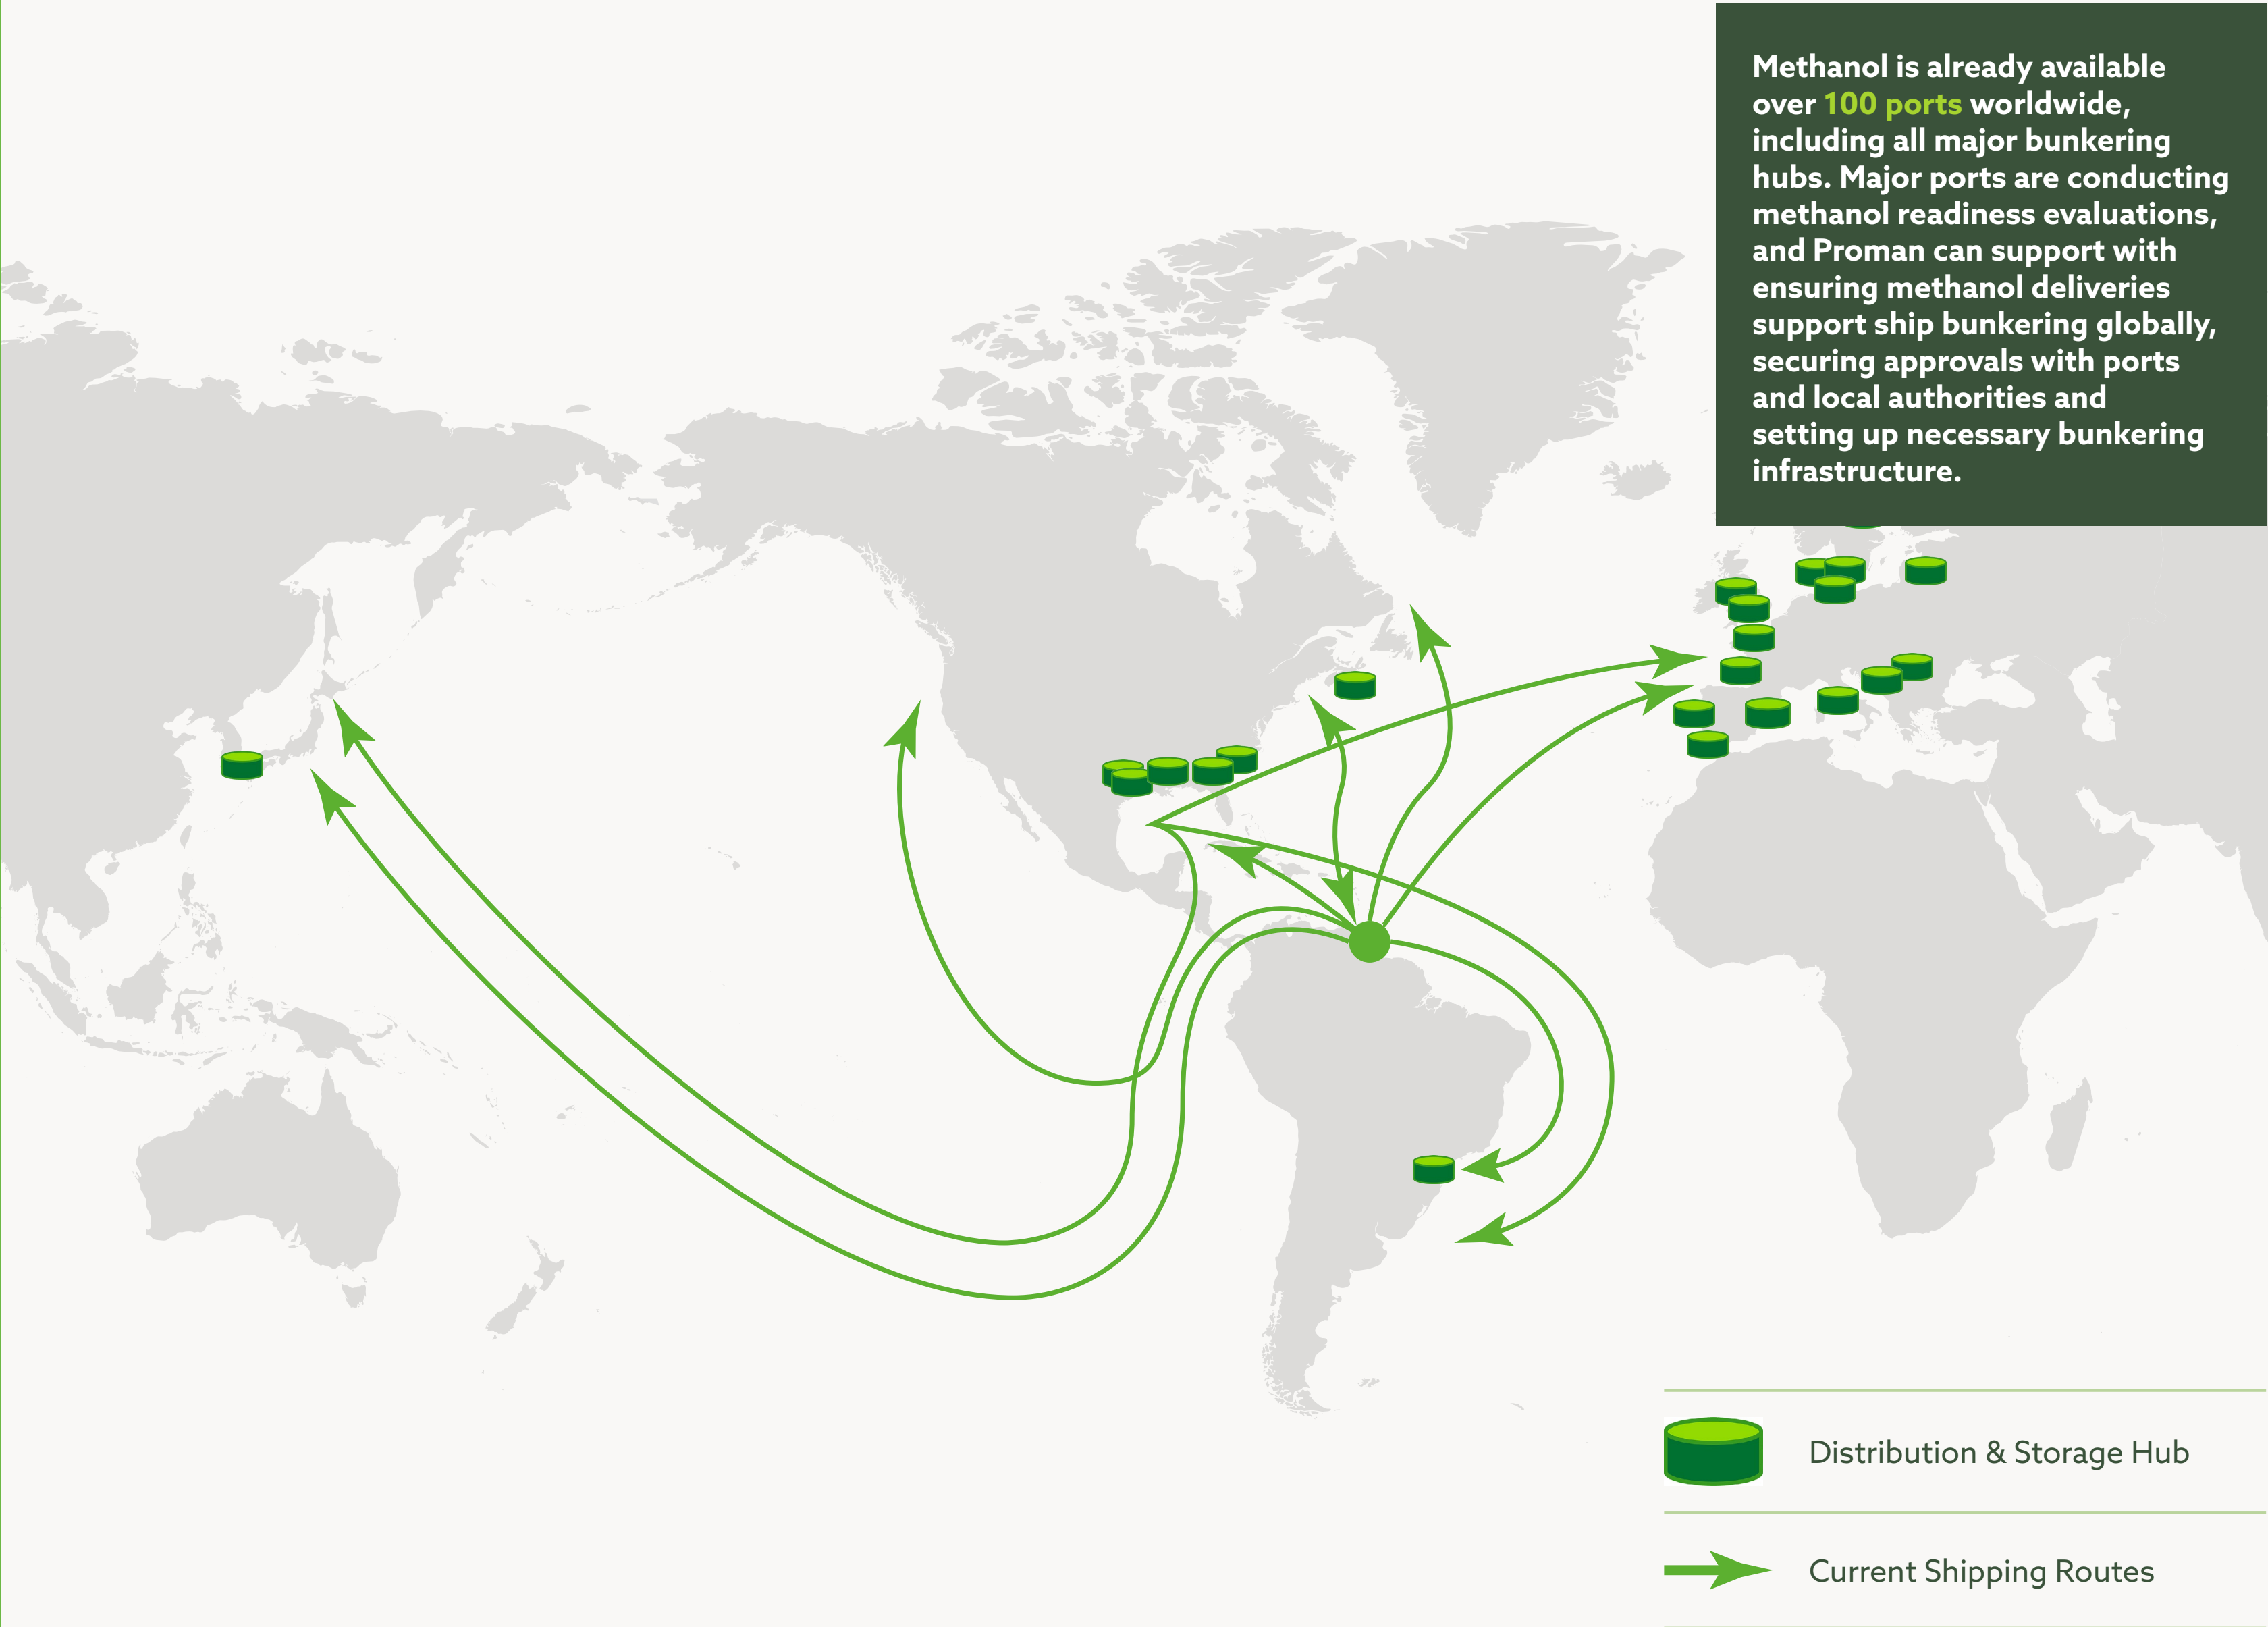 Methanol is already available
over 100 ports worldwide,
including all major bunkering
hubs. Major ports are conducting
methanol readiness evaluations,
and Proman can support with
ensuring methanol deliveries
support ship bunkering globally,
securing approvals with ports
and local authorities and
setting up necessary bunkering
infrastructure.
Distribution & Storage Hub
Current Shipping Routes